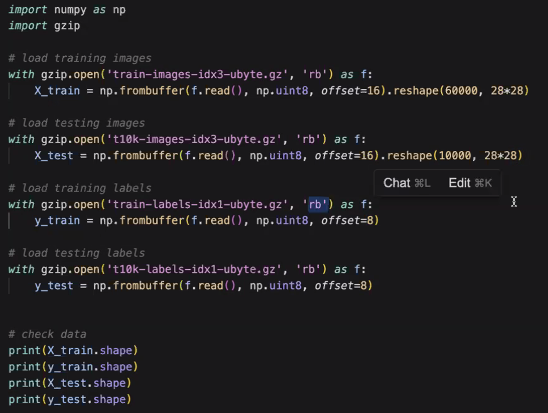 import numpy as np
import gzip
# load training images
with gzip.open('train-images-idx3-ubyte.gz', 'rb') as f:
X_train = np.frombuffer(f.read(), np.uint8, offset=16).reshape(60000, 28*28)
# load testing images
with gzip.open('t10k-images-idx3-ubyte.gz', 'rb') as f:
X_test = np.frombuffer(f.read(), np.uint8, offset=16).reshape(10000, 28*28)
Chat ⌘L Edit ⌘K
# load training labels
with gzip.open('train-labels-idx1-ubyte.gz', 'rb') as f:
y_train = np.frombuffer(f.read(), np.uint8, offset=8)
# load testing labels
with gzip.open('t10k-labels-idx1-ubyte.gz', 'rb') as f:
y_test = np.frombuffer(f.read(), np.uint8, offset=8)
# check data
print(X_train.shape)
print(y_train.shape)
print(X_test.shape)
print(y_test.shape)